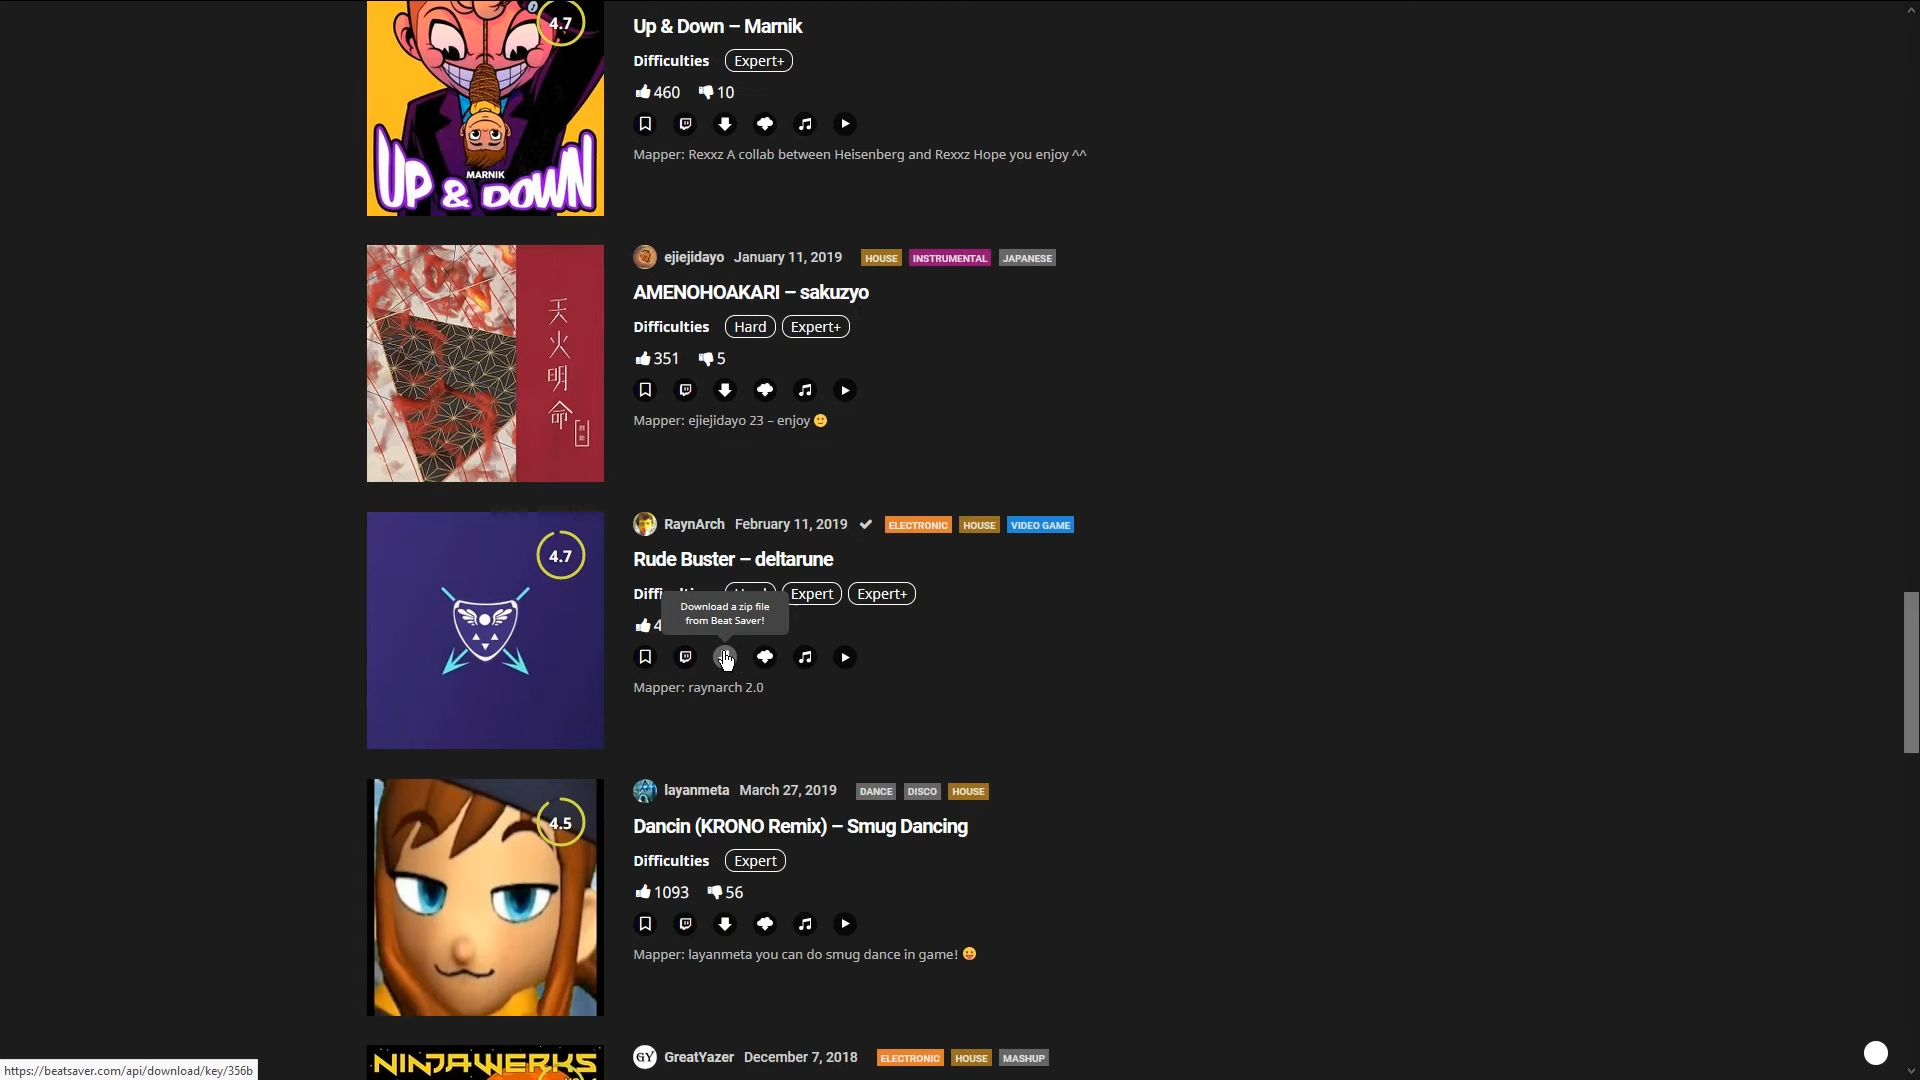 4.7
Up & Down – Marnik
Difficulties Expert+
460 10
MARNIK
UP & DOWN
Mapper: Rexxz A collab between Heisenberg and Rexxz Hope you enjoy ^^
ejiejidayo January 11, 2019 HOUSE INSTRUMENTAL JAPANESE
AMENOHOAKARI – sakuzyo
天火明命
Difficulties Hard Expert+
351 5
Mapper: ejiejidayo 23 – enjoy 🙂
RaynArch February 11, 2019 ELECTRONIC HOUSE VIDEO GAME
4.7
Rude Buster – deltarune
Expert Expert+
Download a zip file
from Beat Saver!
4
Mapper: raynarch 2.0
layanmeta March 27, 2019 DANCE DISCO HOUSE
4.5
Dancin (KRONO Remix) – Smug Dancing
Difficulties Expert
1093 56
Mapper: layanmeta you can do smug dance in game! 😛
NINJAWERKS
GY GreatYazer December 7, 2018 ELECTRONIC HOUSE MASHUP
https://beatsaver.com/api/download/key/356b